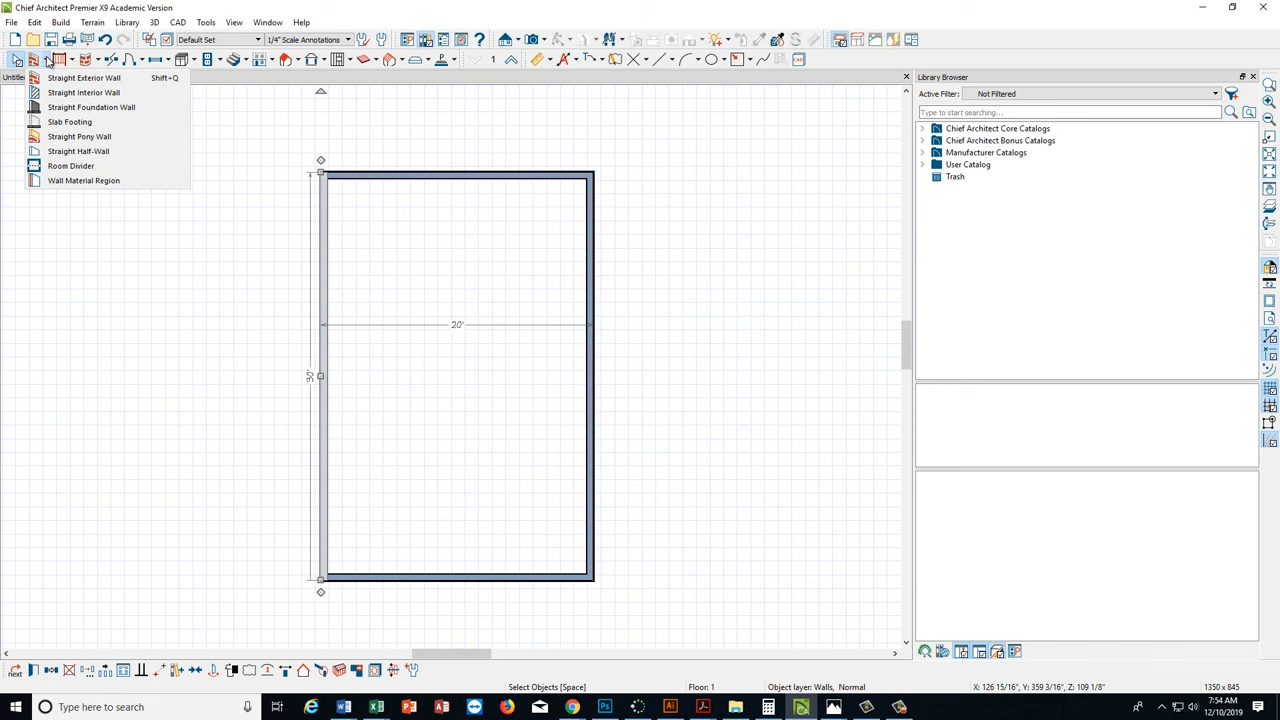 Chief Architect Premier X9 Academic Version
File Edit Build Terrain Library 3D CAD Tools View Window Help
Default Set 1/4" Scale Annotations
1
Straight Exterior Wall Shift+Q
Straight Interior Wall
Straight Foundation Wall
Slab Footing
Straight Pony Wall
Straight Half-Wall
Room Divider
Wall Material Region
20'
30'
Library Browser
Active Filter: Not Filtered
Type to start searching...
Chief Architect Core Catalogs
Chief Architect Bonus Catalogs
Manufacturer Catalogs
User Catalog
Trash
next
Select Objects [Space] Floor: 1 Object layer: Walls, Normal X: 126 15/16", Y: 359 3/16", Z: 109 1/8" 1350 x 845
Type here to search
7:54 AM
12/10/2019